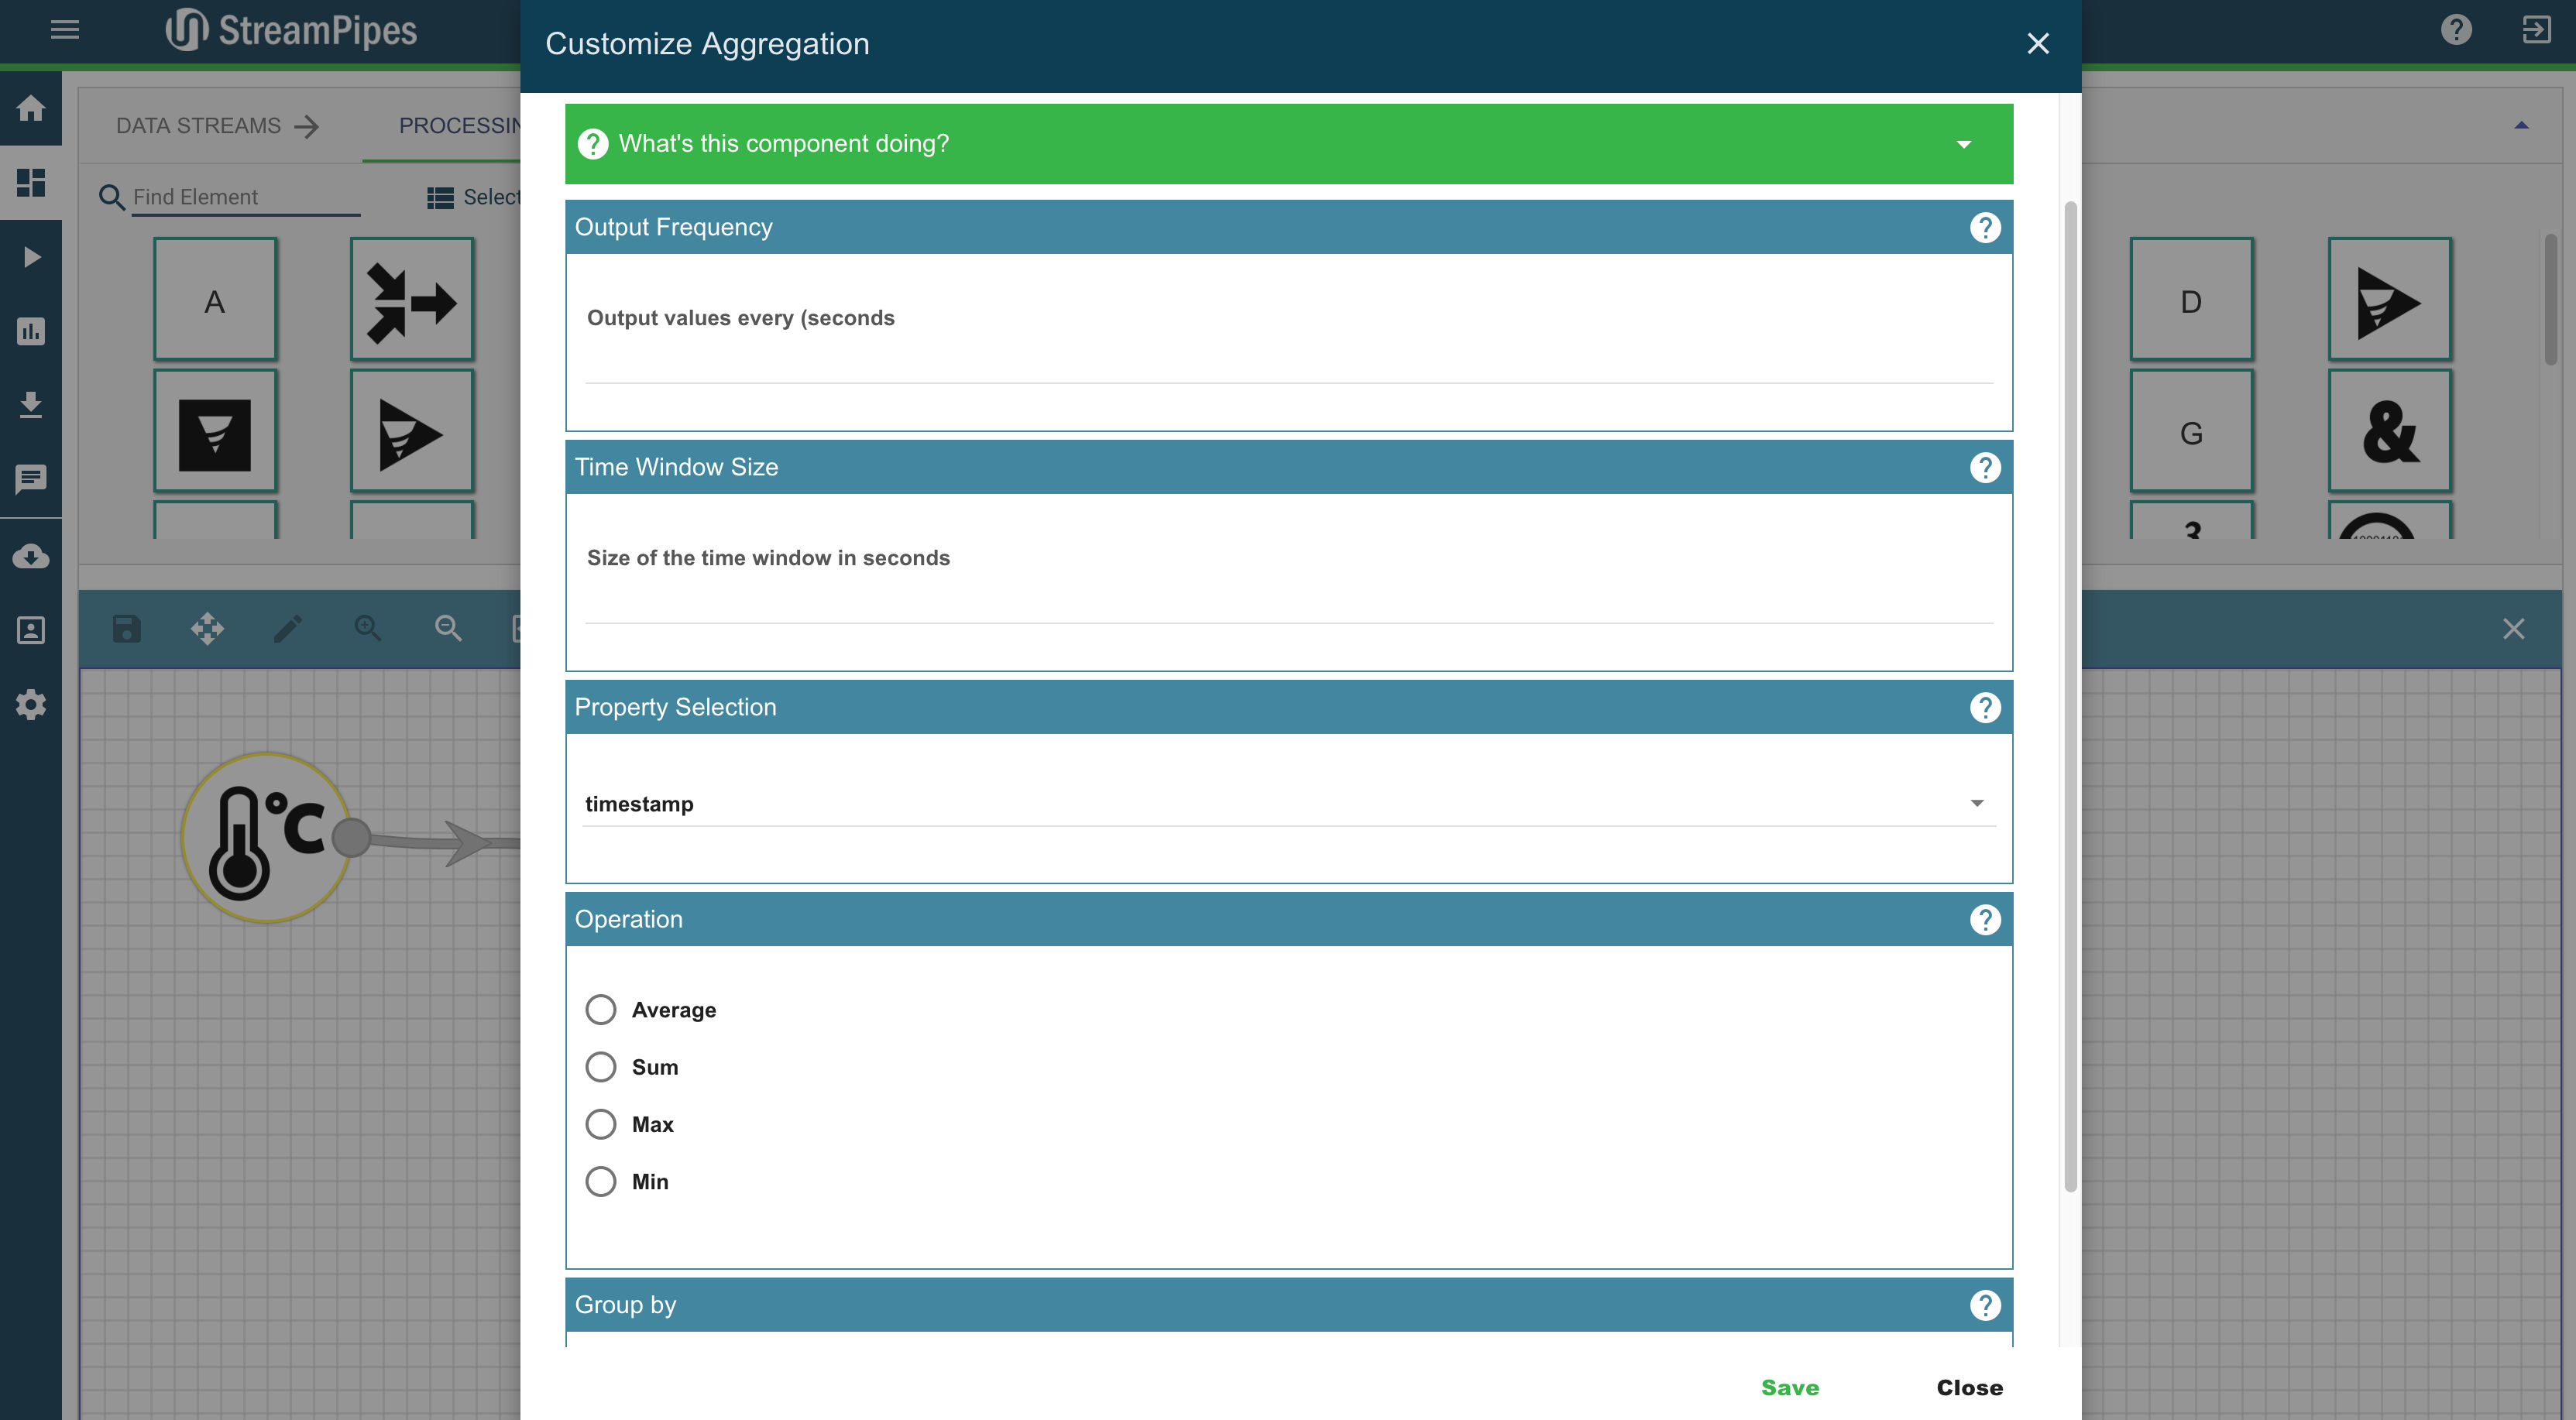 StreamPipes
Customize Aggregation
DATA STREAMS
PROCESSIN
What's this component doing?
Find Element
Select
Output Frequency
A
D
Output values every (seconds
G
&
Time Window Size
3
Size of the time window in seconds
Property Selection
timestamp
°C
Operation
Average
Sum
Max
Min
Group by
Save
Close